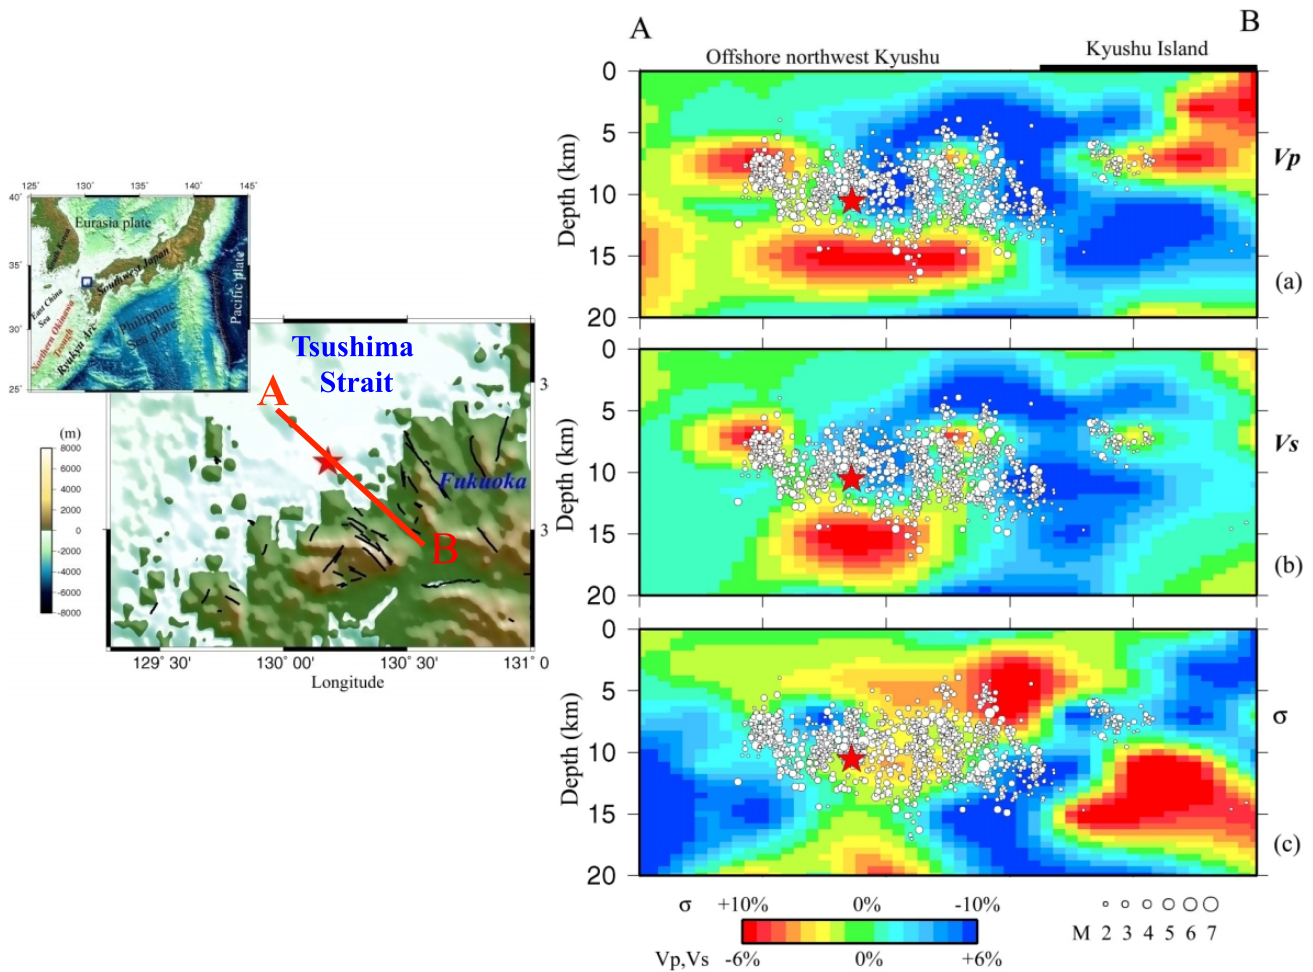 A
B
Offshore northwest Kyushu
Kyushu Island
0
5
10
15
20
Depth (km)
Vp
(a)
0
5
10
15
20
Depth (km)
Vs
(b)
0
5
10
15
20
Depth (km)
σ
(c)
σ +10% 0% -10%
Vp,Vs -6% 0% +6%
M 2 3 4 5 6 7
125˚ 130˚ 135˚ 140˚ 145˚
40˚
35˚
30˚
25˚
Eurasia plate
Southwest Japan
Pacific plate
East China
Sea
Northern Okinawa
Trough
Ryukyu Arc
Philippine
Sea plate
(m)
8000
6000
4000
2000
0
-2000
-4000
-6000
-8000
Tsushima
Strait
A
B
Fukuoka
3
3
129˚ 30' 130˚ 00' 130˚ 30' 131˚ 0
Longitude